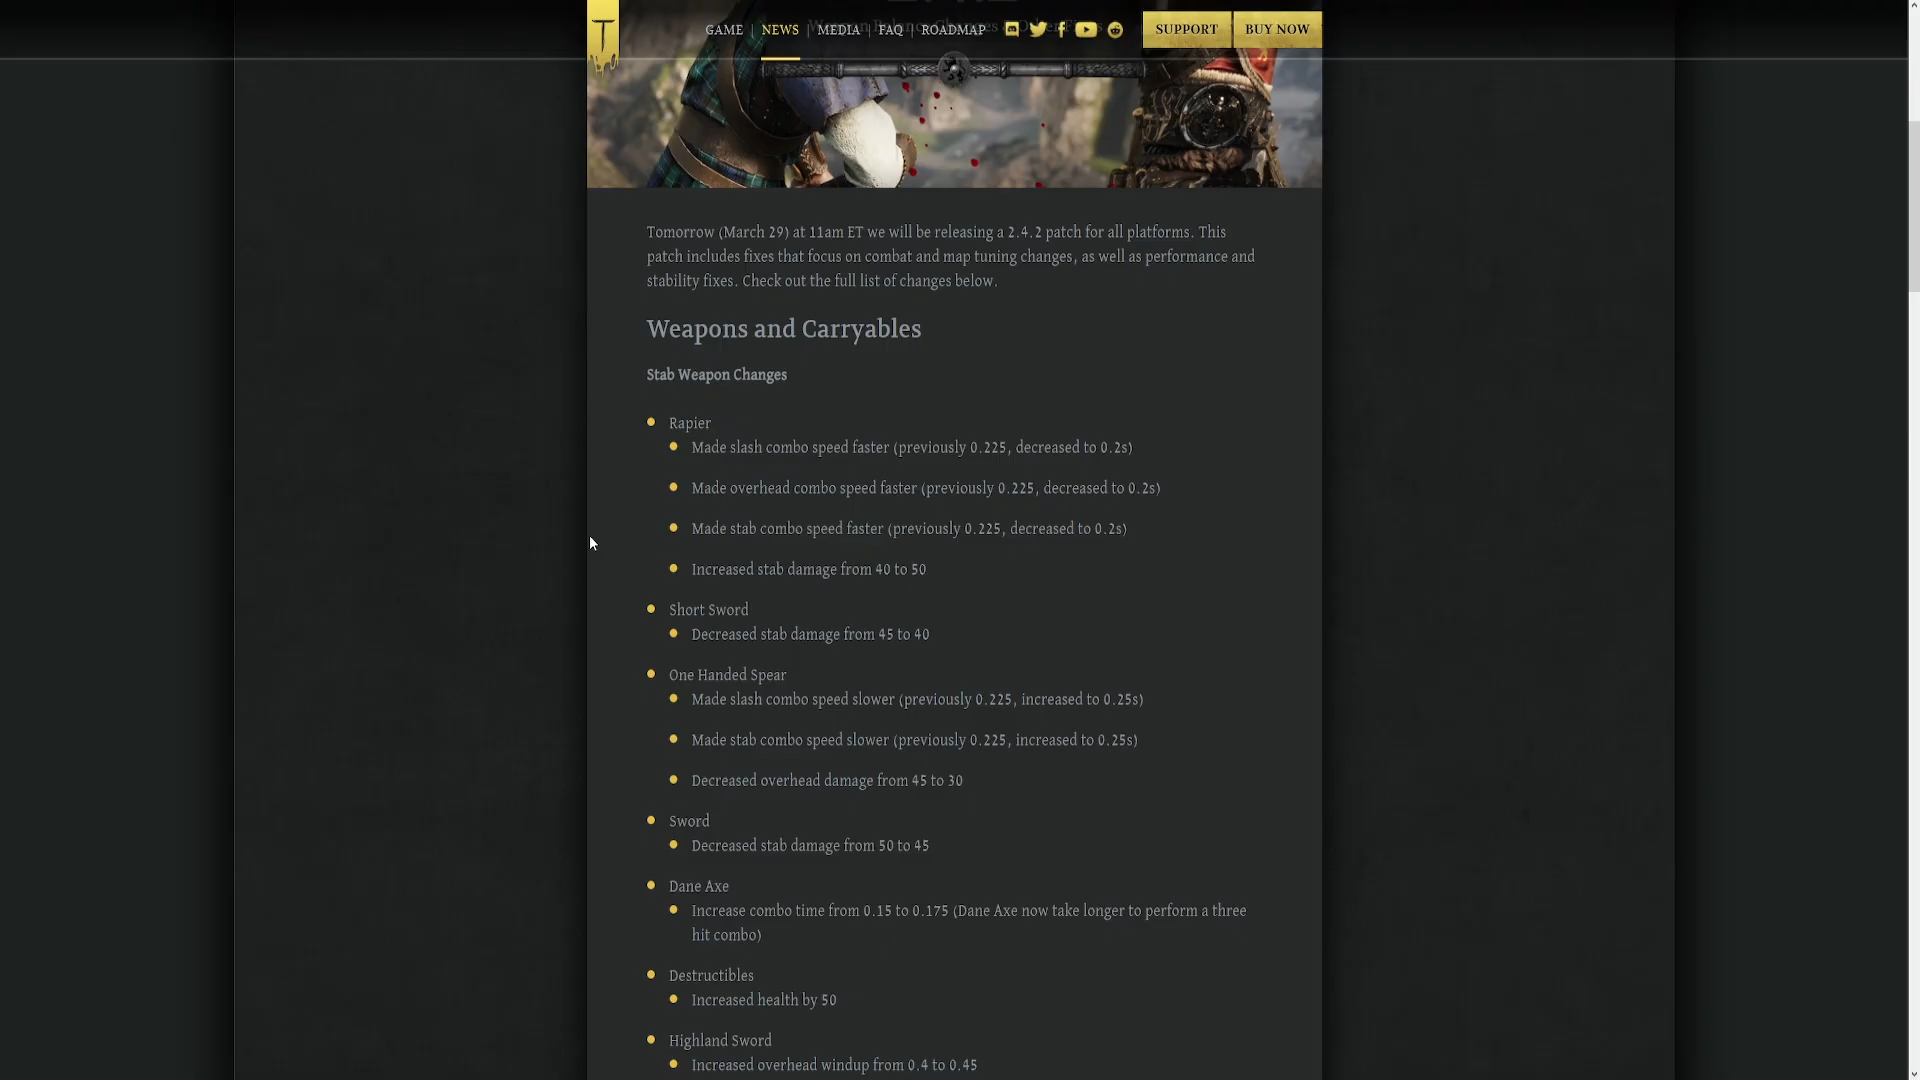 GAME | NEWS | MEDIA | FAQ | ROADMAP SUPPORT BUY NOW
Tomorrow (March 29) at 11am ET we will be releasing a 2.4.2 patch for all platforms. This
patch includes fixes that focus on combat and map tuning changes, as well as performance and
stability fixes. Check out the full list of changes below.
Weapons and Carryables
Stab Weapon Changes
Rapier
Made slash combo speed faster (previously 0.225, decreased to 0.2s)
Made overhead combo speed faster (previously 0.225, decreased to 0.2s)
Made stab combo speed faster (previously 0.225, decreased to 0.2s)
Increased stab damage from 40 to 50
Short Sword
Decreased stab damage from 45 to 40
One Handed Spear
Made slash combo speed slower (previously 0.225, increased to 0.25s)
Made stab combo speed slower (previously 0.225, increased to 0.25s)
Decreased overhead damage from 45 to 30
Sword
Decreased stab damage from 50 to 45
Dane Axe
Increase combo time from 0.15 to 0.175 (Dane Axe now take longer to perform a three
hit combo)
Destructibles
Increased health by 50
Highland Sword
Increased overhead windup from 0.4 to 0.45